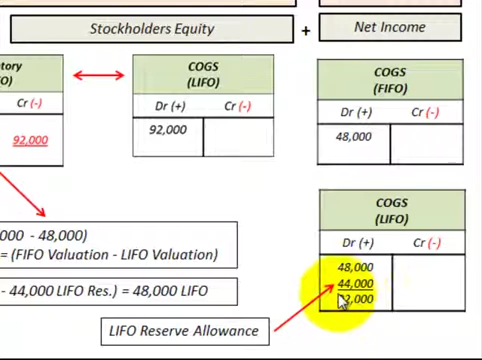 Stockholders Equity
+
Net Income
COGS
(LIFO)
Cr (-)
Dr (+) Cr (-)
92,000
92,000
COGS
(FIFO)
Dr (+) Cr (-)
48,000
COGS
(LIFO)
Dr (+) Cr (-)
48,000
44,000
000 - 48,000)
= (FIFO Valuation - LIFO Valuation)
- 44,000 LIFO Res.) = 48,000 LIFO
LIFO Reserve Allowance